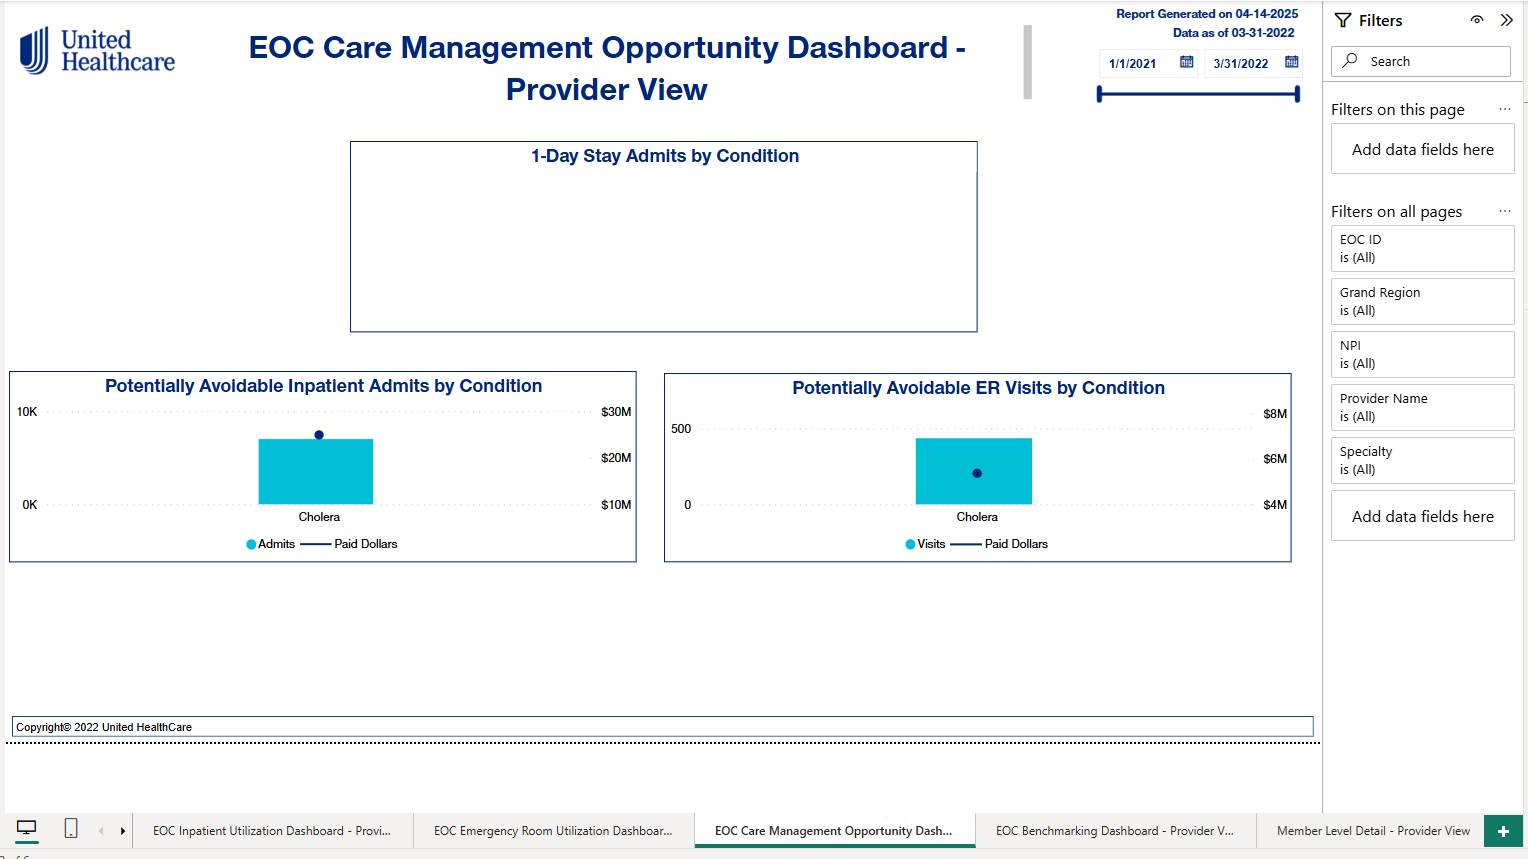 United
Healthcare
EOC Care Management Opportunity Dashboard -
Provider View
Report Generated on 04-14-2025
Data as of 03-31-2022
1/1/2021
3/31/2022
1-Day Stay Admits by Condition
Potentially Avoidable Inpatient Admits by Condition
10K
$30M
$20M
0K
$10M
Cholera
Admits
Paid Dollars
Potentially Avoidable ER Visits by Condition
$8M
500
$6M
0
$4M
Cholera
Visits
Paid Dollars
Copyright© 2022 United HealthCare
Filters
Search
Filters on this page
...
Add data fields here
Filters on all pages
...
EOC ID
is (All)
Grand Region
is (All)
NPI
is (All)
Provider Name
is (All)
Specialty
is (All)
Add data fields here
EOC Inpatient Utilization Dashboard - Provi...
EOC Emergency Room Utilization Dashboar...
EOC Care Management Opportunity Dash...
EOC Benchmarking Dashboard - Provider V...
Member Level Detail - Provider View